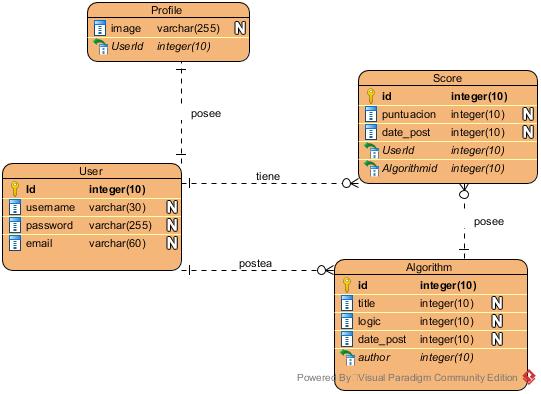 Profile
image varchar(255) N
UserId integer(10)
posee
Score
id integer(10)
puntuacion integer(10) N
date_post integer(10) N
UserId integer(10)
Algorithmid integer(10)
User
Id integer(10)
username varchar(30) N
password varchar(255) N
email varchar(60) N
tiene
posee
postea
Algorithm
id integer(10)
title integer(10) N
logic integer(10) N
date_post integer(10) N
author integer(10)
Powered By Visual Paradigm Community Edition